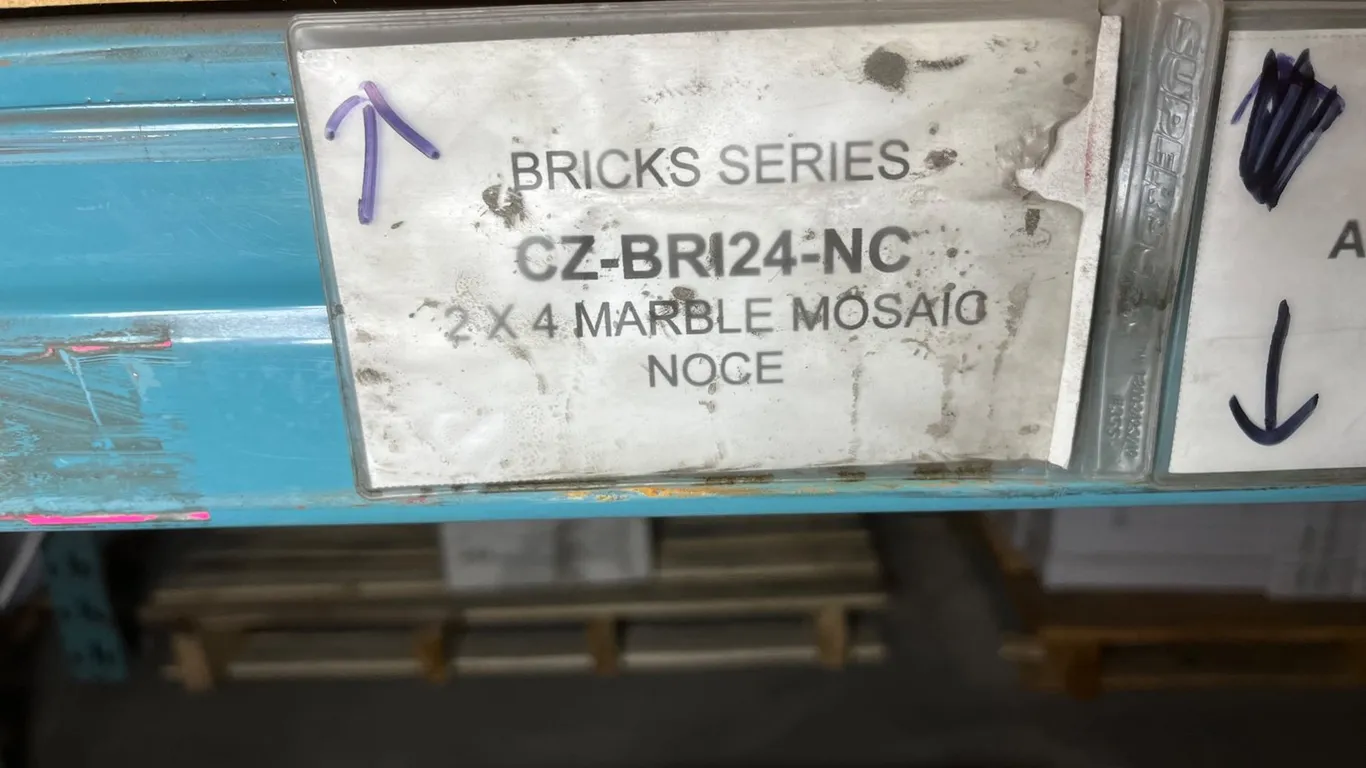 BRICKS SERIES
CZ-BRI24-NC
2 X 4 MARBLE MOSAIC
NOCE
A